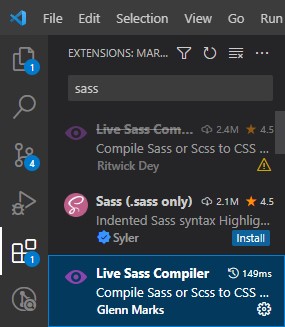 File Edit Selection View Go Run
EXTENSIONS: MAR...
1
sass
Live Sass Com... 2.4M 4.5
Compile Sass or Scss to CSS ...
Ritwick Dey
4
Sass (.sass only) 2.1M 4.5
Indented Sass syntax Highlig...
Syler Install
1
Live Sass Compiler 149ms
Compile Sass or Scss to CSS ...
Glenn Marks